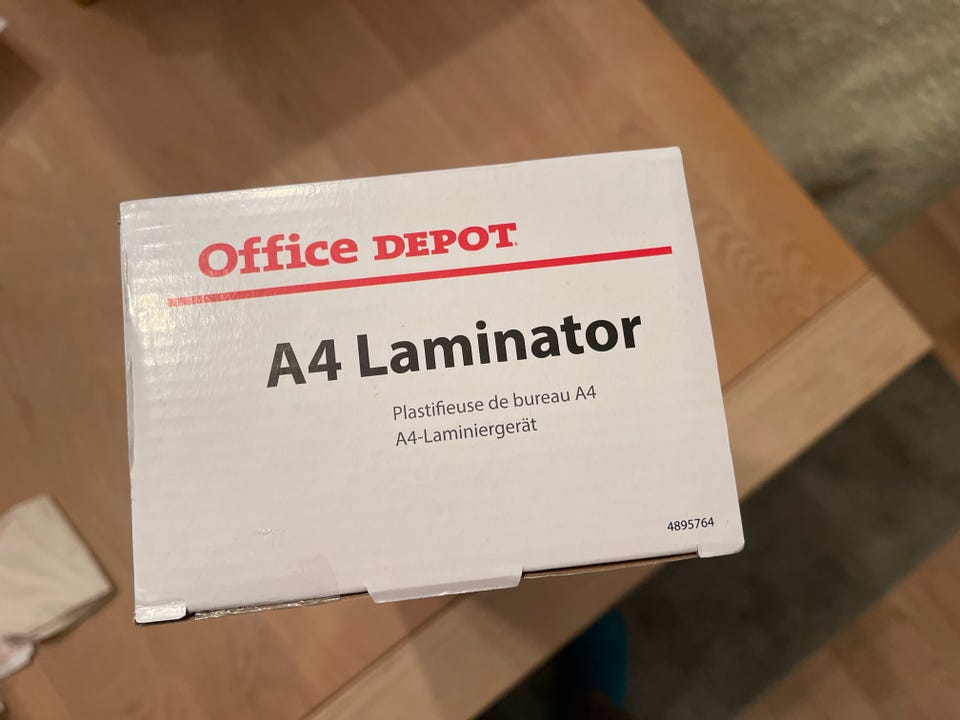 Office DEPOT.
A4 Laminator
Plastifieuse de bureau A4
A4-Laminiergerät
4895764